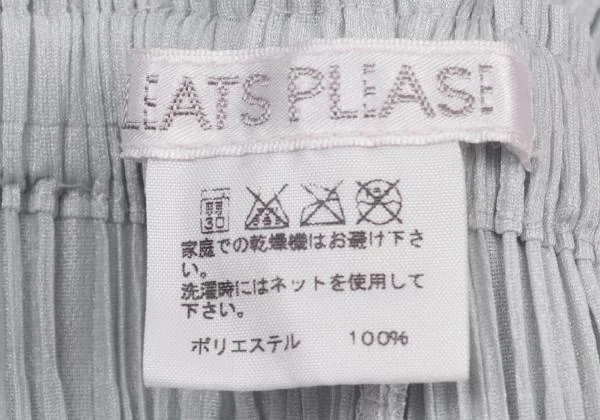 LEATS PLEASE
弱
30
家庭での乾燥機はお避け下さ
い。
洗濯時にはネットを使用して
下さい。
ポリエステル 100%